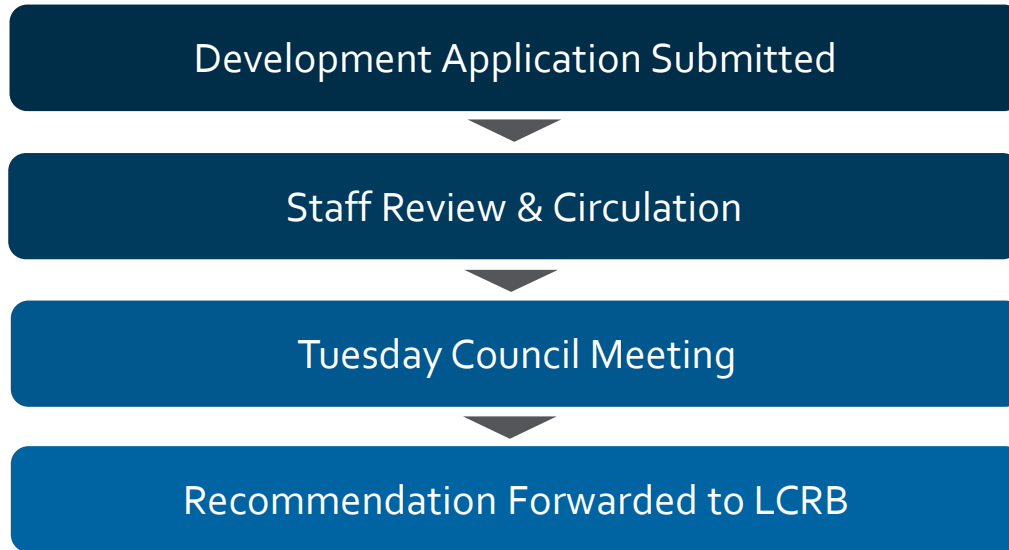 Development Application Submitted
Staff Review & Circulation
Tuesday Council Meeting
Recommendation Forwarded to LCRB